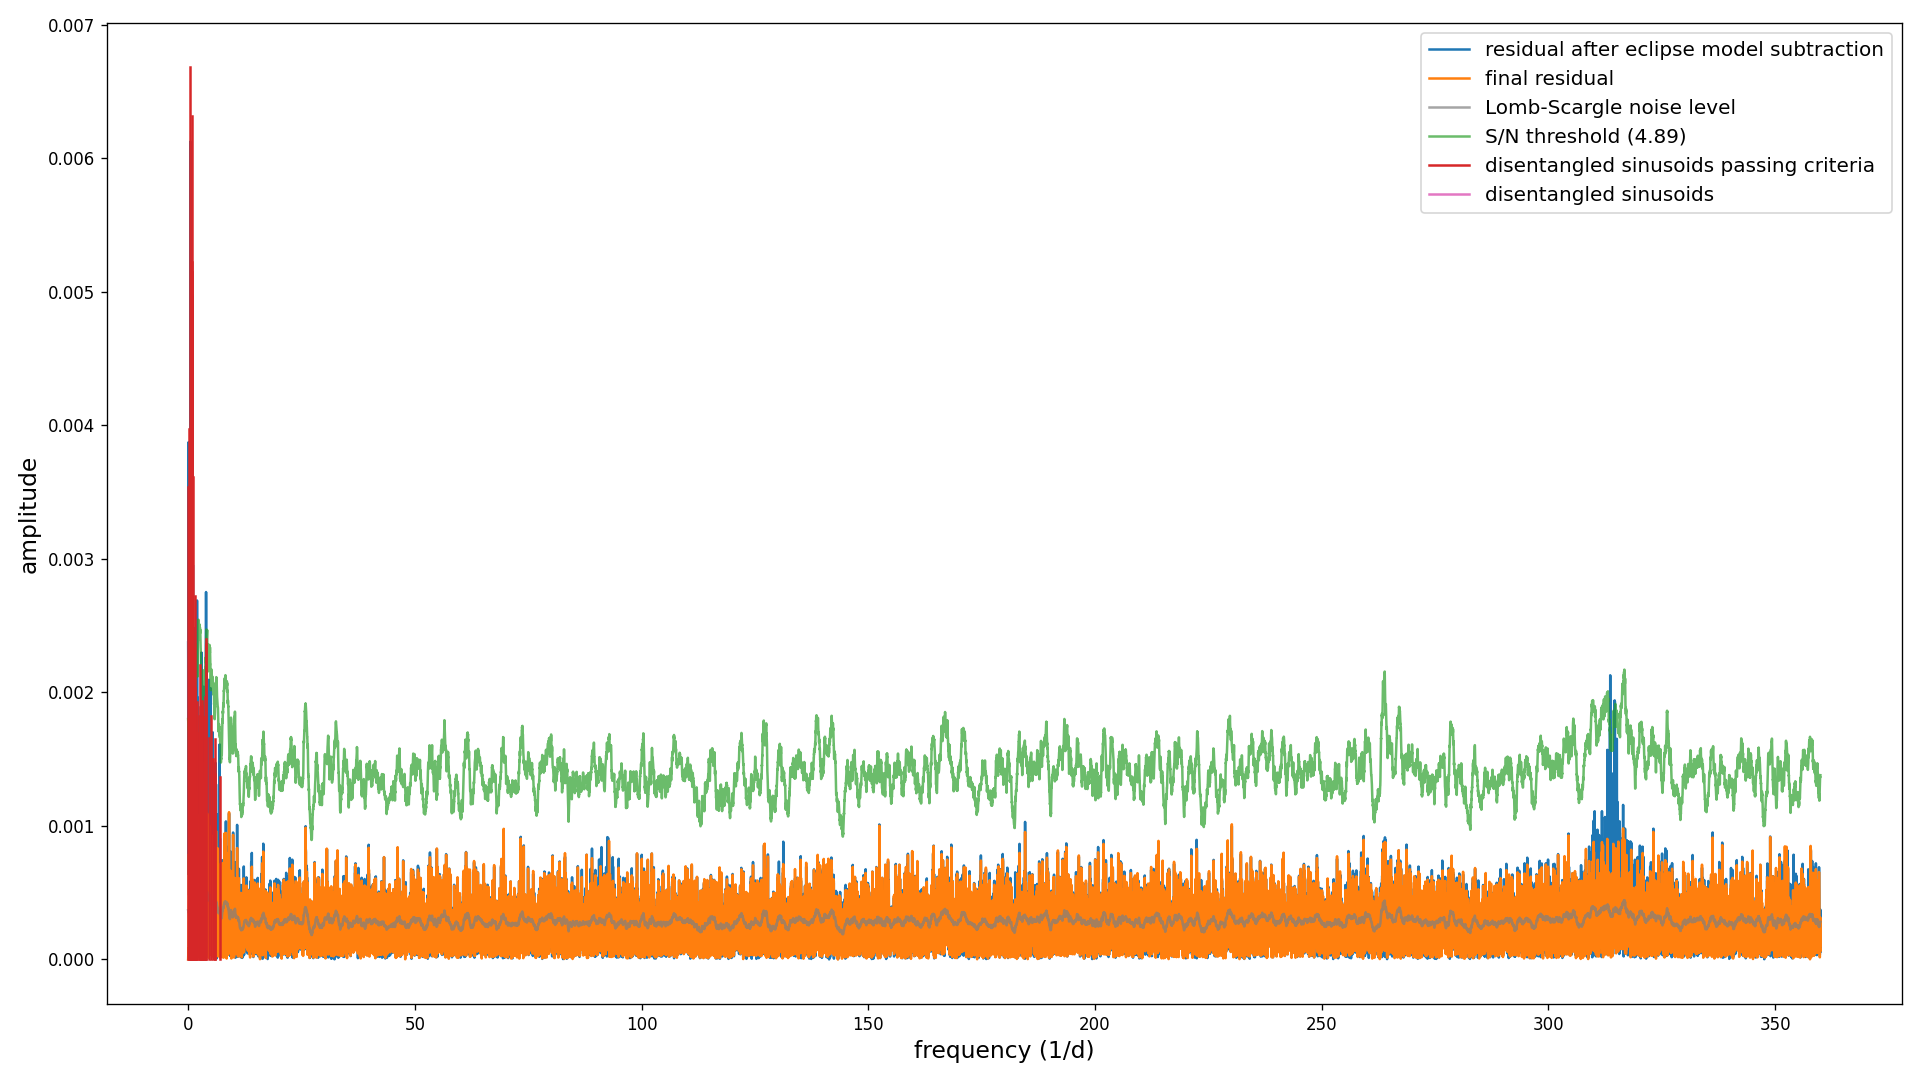 0.007
0.006
0.005
0.004
0.003
0.002
0.001
0.000
amplitude
0
50
100
150
200
250
300
350
frequency (1/d)
residual after eclipse model subtraction
final residual
Lomb-Scargle noise level
S/N threshold (4.89)
disentangled sinusoids passing criteria
disentangled sinusoids